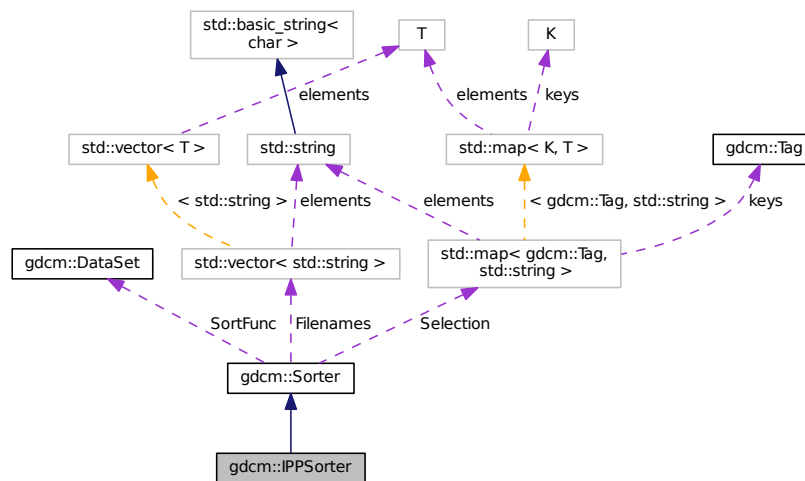 std::basic_string<
char >
T
K
elements
elements
keys
std::vector< T >
std::string
std::map< K, T >
gdcm::Tag
< std::string >
elements
elements
< gdcm::Tag, std::string >
keys
gdcm::DataSet
std::vector< std::string >
std::map< gdcm::Tag,
std::string >
SortFunc
Filenames
Selection
gdcm::Sorter
gdcm::IPPSorter